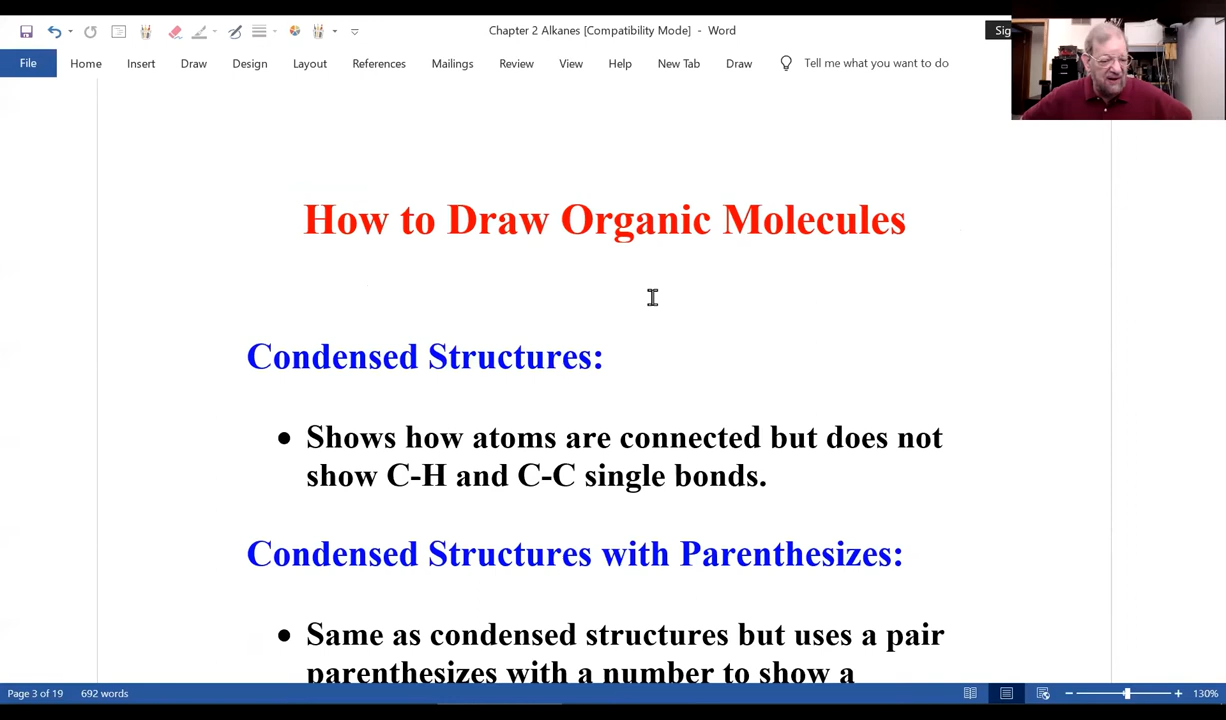 Chapter 2 Alkanes [Compatibility Mode] - Word
Sig
File Home Insert Draw Design Layout References Mailings Review View Help New Tab Draw Tell me what you want to do
How to Draw Organic Molecules
Condensed Structures:
• Shows how atoms are connected but does not
show C-H and C-C single bonds.
Condensed Structures with Parenthesizes:
• Same as condensed structures but uses a pair
parenthesizes with a number to show a
Page 3 of 19 692 words 130%